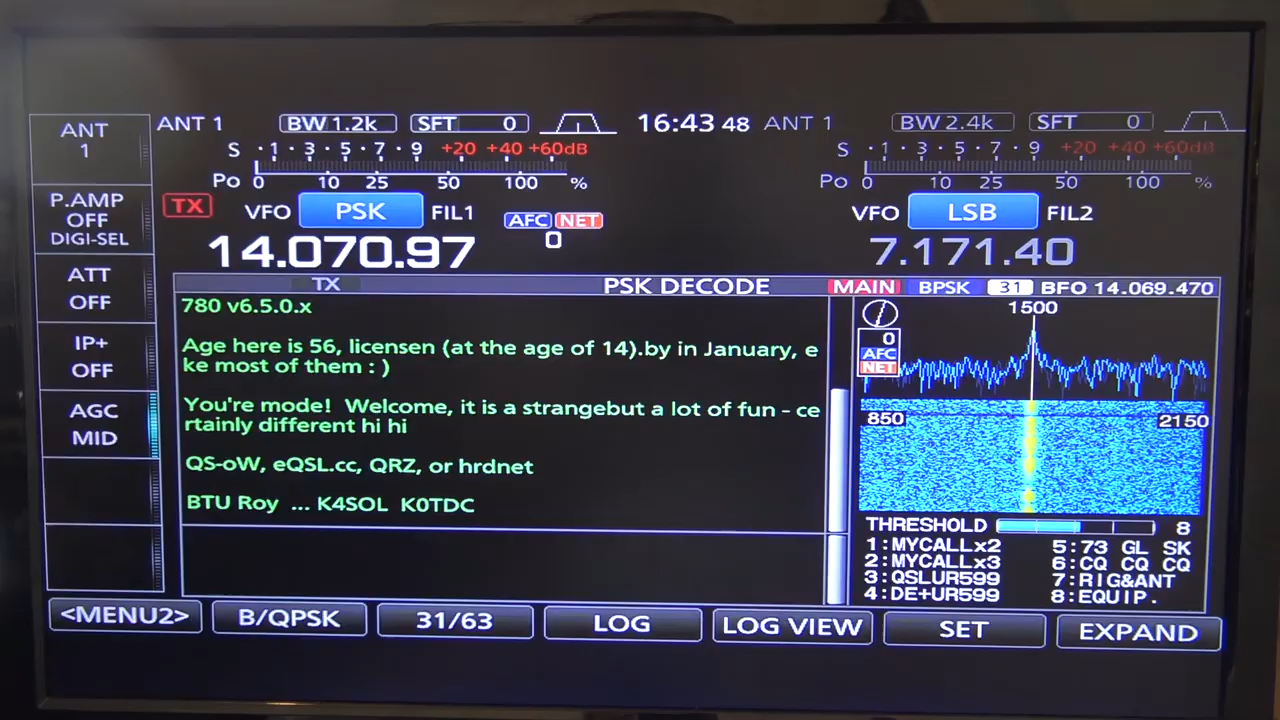 ANT 1
ANT 1 BW 1.2k SFT 0 16:43 48 ANT 1 BW 2.4k SFT 0
S 1 3 5 7 9 +20 +40 +60dB S 1 3 5 7 9 +20 +40 +60dB
Po 0 10 25 50 100 % Po 0 10 25 50 100 %
P.AMP OFF DIGI-SEL
TX VFO PSK FIL1 AFC NET VFO LSB FIL2
0
14.070.97 7.171.40
ATT OFF
TX PSK DECODE MAIN BPSK 31 BFO 14.069.470
780 v6.5.0.x
Age here is 56, licensen (at the age of 14).by in January, e
ke most of them : )
You're mode!  Welcome, it is a strangebut a lot of fun - ce
rtainly different hi hi
QS-oW, eQSL.cc, QRZ, or hrdnet
BTU Roy  ... K4SOL  K0TDC
IP+ OFF
AGC MID
1500
0
AFC
NET
850 2150
THRESHOLD 8
1:MYCALLx2 5:73 GL SK
2:MYCALLx3 6:CQ CQ CQ
3:QSLUR599 7:RIG&ANT
4:DE+UR599 8:EQUIP.
<MENU2> B/QPSK 31/63 LOG LOG VIEW SET EXPAND